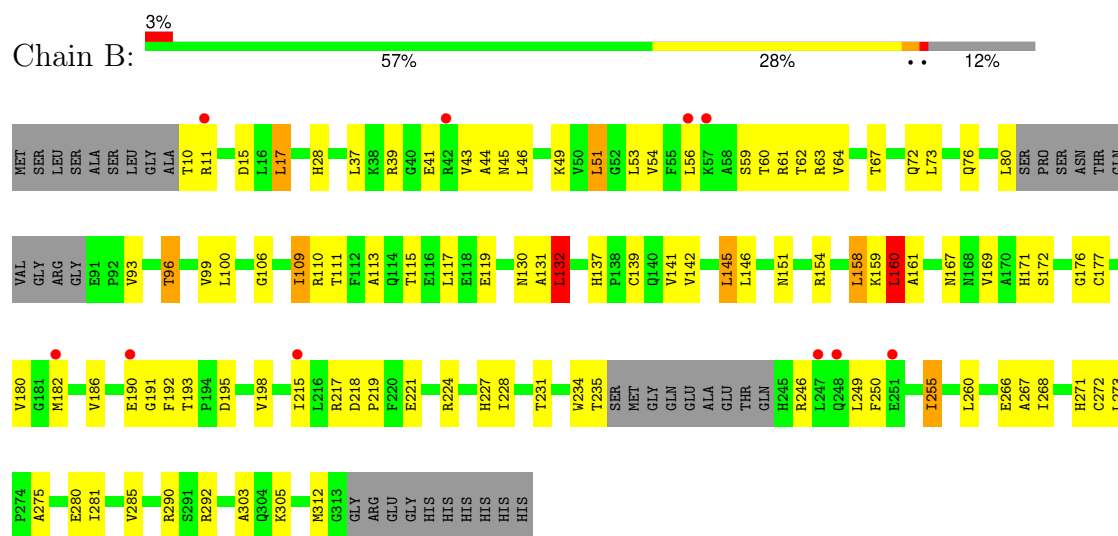 3%
Chain B:
57% 28% • • 12%
MET SER LEU SER ALA SER LEU GLY ALA T10 R11 D15 L16 L17 H28 L37 K38 R39 G40 E41 R42 V43 A44 N45 L46 K49 V50 L51 G52 L53 V54 F55 L56 K57 A58 S59 T60 R61 T62 R63 V64 T67 Q72 L73 Q76 L80 SER PRO SER ASN THR GLN
VAL GLY ARG GLY E91 P92 V93 T96 V99 L100 G106 I109 R110 T111 F112 A113 Q114 T115 E116 L117 E118 E119 N130 A131 L132 H137 P138 C139 Q140 V141 V142 L145 L146 N151 R154 L158 K159 L160 A161 N167 N168 V169 A170 H171 S172 G176 C177
V180 G181 M182 V186 E190 G191 F192 T193 P194 D195 V198 I215 L216 R217 D218 P219 F220 E221 R224 H227 I228 T231 W234 T235 SER MET GLY GLN GLU ALA GLU THR GLN H245 R246 L247 Q248 L249 F250 E251 I255 L260 E266 A267 I268 H271 C272 L273
P274 A275 E280 I281 V285 R290 S291 R292 A303 Q304 K305 M312 G313 GLY ARG GLU GLY HIS HIS HIS HIS HIS HIS